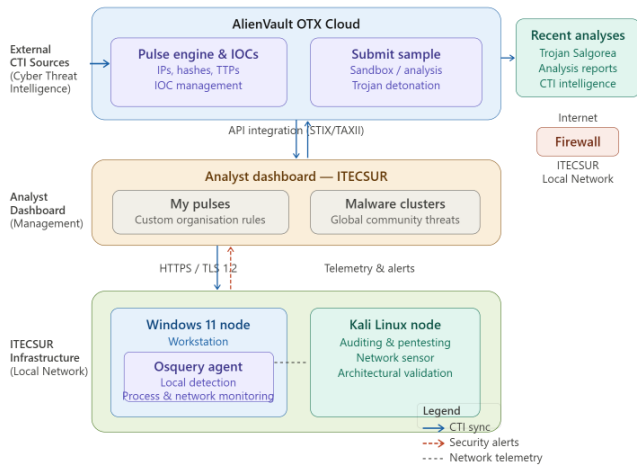 AlienVault OTX Cloud
External
CTI Sources
(Cyber Threat
Intelligence)
Pulse engine & IOCs
IPs, hashes, TTPs
IOC management
Submit sample
Sandbox / analysis
Trojan detonation
Recent analyses
Trojan Salgorea
Analysis reports
CTI intelligence
API integration (STIX/TAXII)
Internet
Firewall
ITECSUR
Local Network
Analyst dashboard — ITECSUR
Analyst
Dashboard
(Management)
My pulses
Custom organisation rules
Malware clusters
Global community threats
HTTPS / TLS 1.2
Telemetry & alerts
ITECSUR
Infrastructure
(Local Network)
Windows 11 node
Workstation
Osquery agent
Local detection
Process & network monitoring
Kali Linux node
Auditing & pentesting
Network sensor
Architectural validation
Legend
CTI sync
Security alerts
Network telemetry